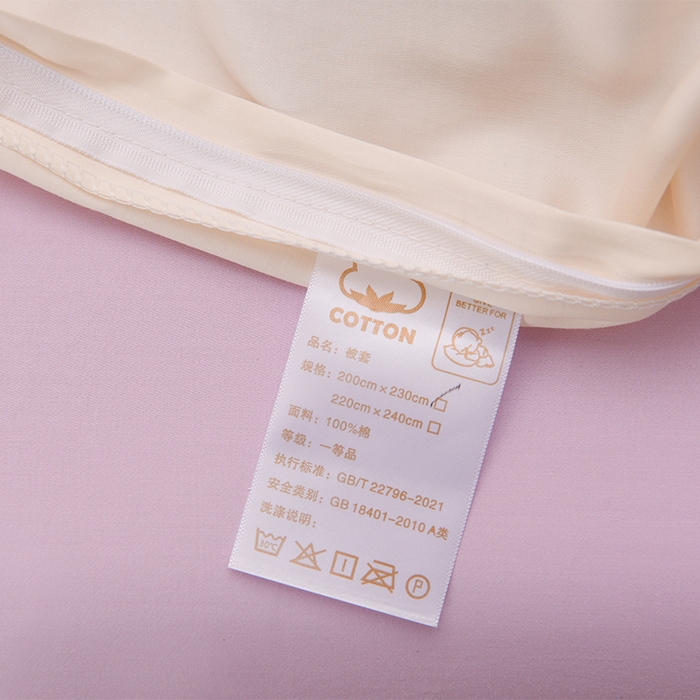 COTTON
BETTER FOR
zzz
品名：被套
规格：200cm×230cm
220cm×240cm
面料：100%棉
等级：一等品
执行标准：GB/T 22796-2021
安全类别：GB 18401-2010 A类
洗涤说明：
30℃
P